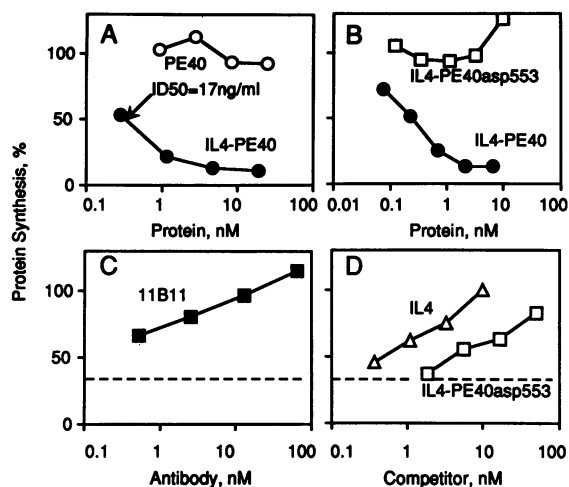 Protein Synthesis, %
A
100
50
0
PE40
ID50=17ng/ml
IL4-PE40
0.1 1 10 100
Protein, nM
B
IL4-PE40asp553
IL4-PE40
0.01 0.1 1 10 100
Protein, nM
C
100
50
0
11B11
0.1 1 10 100
Antibody, nM
D
IL4
IL4-PE40asp553
0.1 1 10 100
Competitor, nM